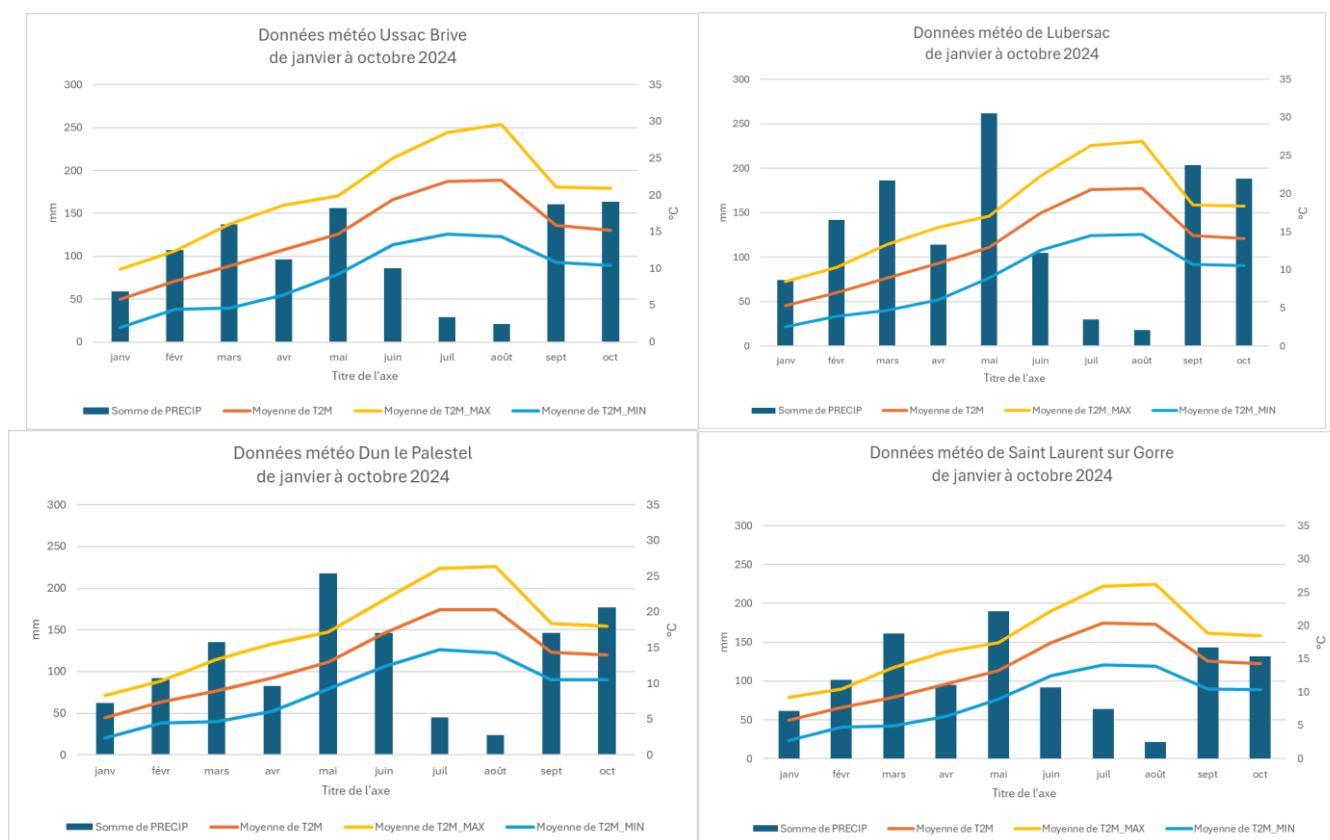 Données météo Ussac Brive
de janvier à octobre 2024
300
250
200
150
100
50
0
mm
35
30
25
20
15
10
5
0
°C
janv févr mars avr mai juin juil août sept oct
Titre de l'axe
Somme de PRECIP Moyenne de T2M Moyenne de T2M_MAX Moyenne de T2M_MIN
Données météo de Lubersac
de janvier à octobre 2024
300
250
200
150
100
50
0
mm
35
30
25
20
15
10
5
0
°C
janv févr mars avr mai juin juil août sept oct
Titre de l'axe
Somme de PRECIP Moyenne de T2M Moyenne de T2M_MAX Moyenne de T2M_MIN
Données météo Dun le Palestel
de janvier à octobre 2024
300
250
200
150
100
50
0
mm
35
30
25
20
15
10
5
0
°C
janv févr mars avr mai juin juil août sept oct
Titre de l'axe
Somme de PRECIP Moyenne de T2M Moyenne de T2M_MAX Moyenne de T2M_MIN
Données météo de Saint Laurent sur Gorre
de janvier à octobre 2024
300
250
200
150
100
50
0
mm
35
30
25
20
15
10
5
0
°C
janv févr mars avr mai juin juil août sept oct
Titre de l'axe
Somme de PRECIP Moyenne de T2M Moyenne de T2M_MAX Moyenne de T2M_MIN